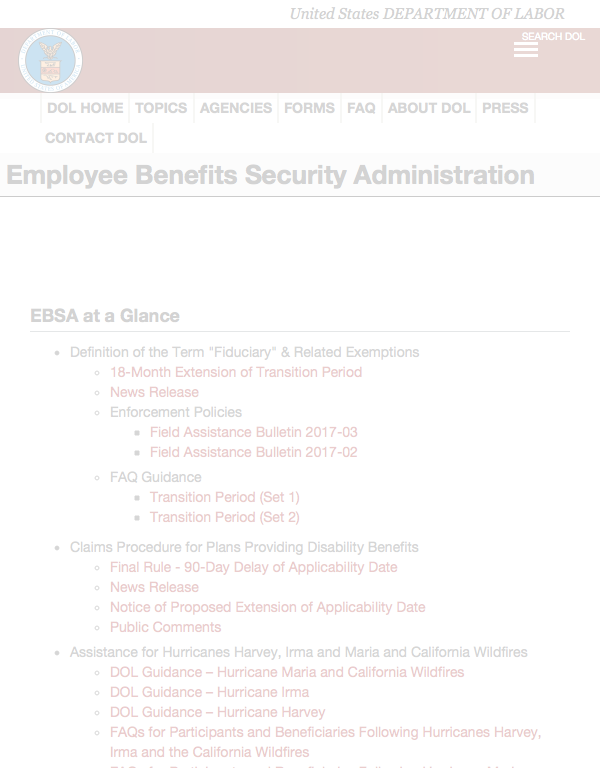 United States DEPARTMENT OF LABOR
SEARCH DOL
DOL HOME TOPICS AGENCIES FORMS FAQ ABOUT DOL PRESS
CONTACT DOL
Employee Benefits Security Administration
EBSA at a Glance
Definition of the Term "Fiduciary" & Related Exemptions
18-Month Extension of Transition Period
News Release
Enforcement Policies
Field Assistance Bulletin 2017-03
Field Assistance Bulletin 2017-02
FAQ Guidance
Transition Period (Set 1)
Transition Period (Set 2)
Claims Procedure for Plans Providing Disability Benefits
Final Rule - 90-Day Delay of Applicability Date
News Release
Notice of Proposed Extension of Applicability Date
Public Comments
Assistance for Hurricanes Harvey, Irma and Maria and California Wildfires
DOL Guidance – Hurricane Maria and California Wildfires
DOL Guidance – Hurricane Irma
DOL Guidance – Hurricane Harvey
FAQs for Participants and Beneficiaries Following Hurricanes Harvey,
Irma and the California Wildfires